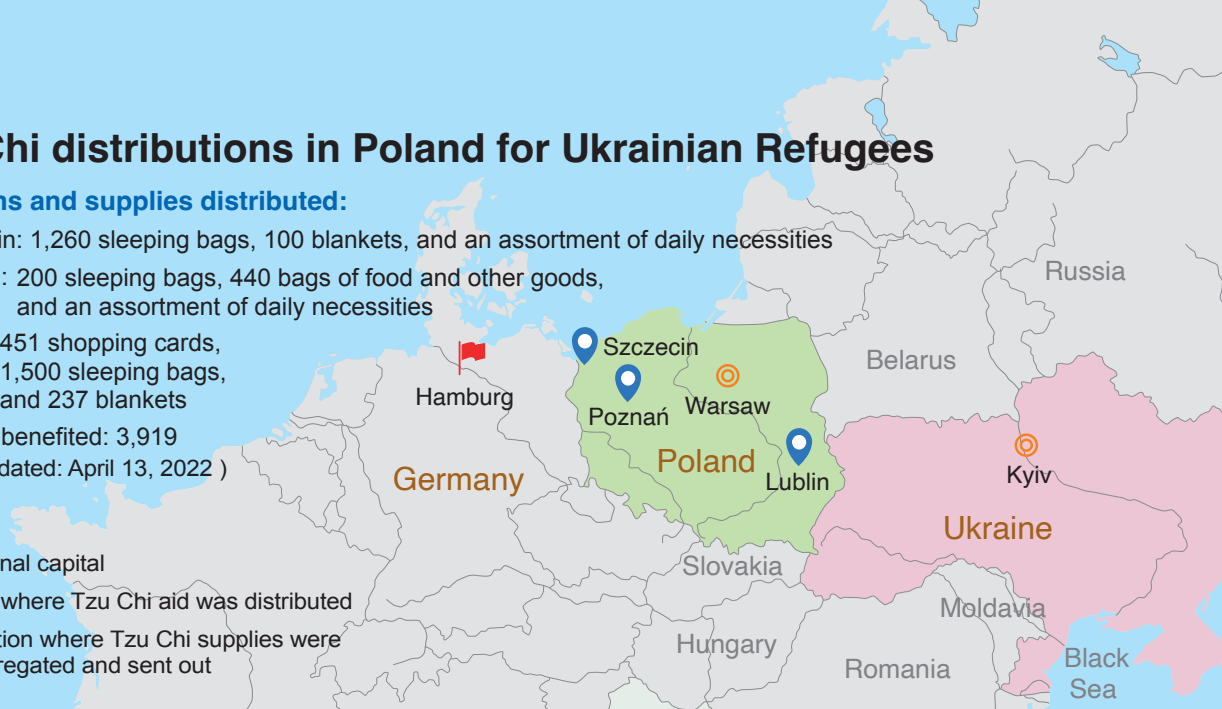 Chi distributions in Poland for Ukrainian Refugees
ns and supplies distributed:
in: 1,260 sleeping bags, 100 blankets, and an assortment of daily necessities
: 200 sleeping bags, 440 bags of food and other goods,
and an assortment of daily necessities
451 shopping cards,
1,500 sleeping bags,
and 237 blankets
benefited: 3,919
dated: April 13, 2022 )
nal capital
where Tzu Chi aid was distributed
tion where Tzu Chi supplies were
regated and sent out
Russia
Belarus
Szczecin
Hamburg
Poznań
Warsaw
Poland
Germany
Lublin
Kyiv
Ukraine
Slovakia
Moldavia
Hungary
Romania
Black
Sea